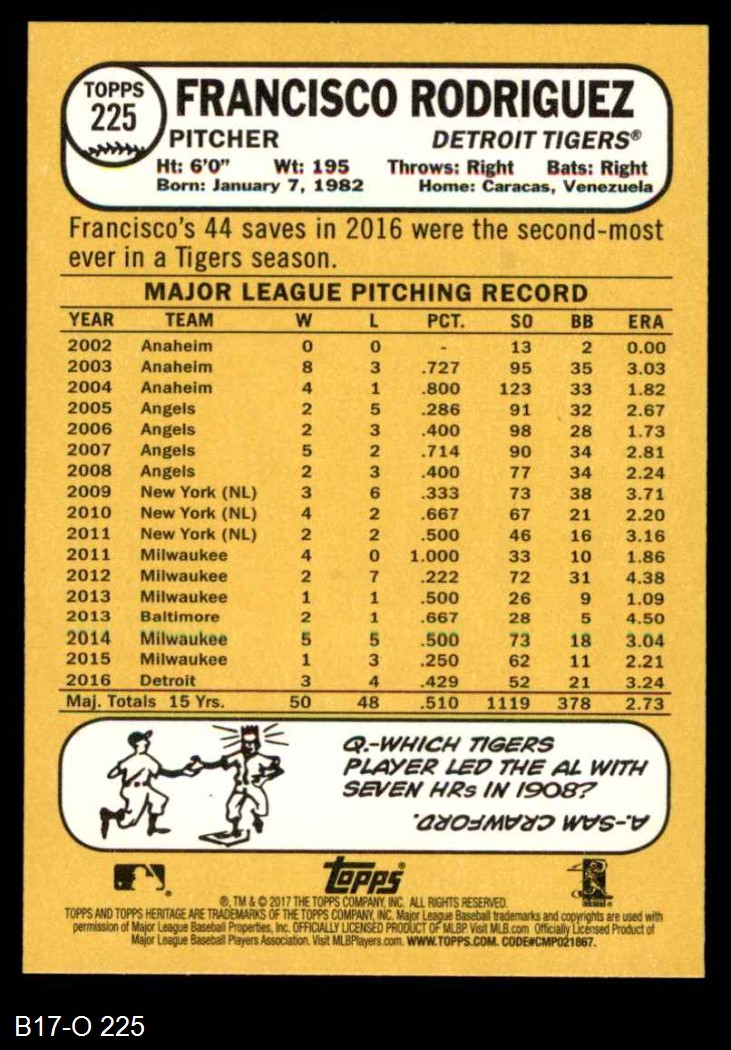 TOPPS
225
FRANCISCO RODRIGUEZ
PITCHER DETROIT TIGERS®
Ht: 6'0" Wt: 195 Throws: Right Bats: Right
Born: January 7, 1982 Home: Caracas, Venezuela
Francisco's 44 saves in 2016 were the second-most
ever in a Tigers season.
MAJOR LEAGUE PITCHING RECORD
YEAR TEAM W L PCT. SO BB ERA
2002 Anaheim 0 0 - 13 2 0.00
2003 Anaheim 8 3 .727 95 35 3.03
2004 Anaheim 4 1 .800 123 33 1.82
2005 Angels 2 5 .286 91 32 2.67
2006 Angels 2 3 .400 98 28 1.73
2007 Angels 5 2 .714 90 34 2.81
2008 Angels 2 3 .400 77 34 2.24
2009 New York (NL) 3 6 .333 73 38 3.71
2010 New York (NL) 4 2 .667 67 21 2.20
2011 New York (NL) 2 2 .500 46 16 3.16
2011 Milwaukee 4 0 1.000 33 10 1.86
2012 Milwaukee 2 7 .222 72 31 4.38
2013 Milwaukee 1 1 .500 26 9 1.09
2013 Baltimore 2 1 .667 28 5 4.50
2014 Milwaukee 5 5 .500 73 18 3.04
2015 Milwaukee 1 3 .250 62 11 2.21
2016 Detroit 3 4 .429 52 21 3.24
Maj. Totals 15 Yrs. 50 48 .510 1119 378 2.73
Q.-WHICH TIGERS
PLAYER LED THE AL WITH
SEVEN HRs IN 1908?
A.-SAM CRAWFORD.
topps®
®, TM & © 2017 THE TOPPS COMPANY, INC. ALL RIGHTS RESERVED.
TOPPS AND TOPPS HERITAGE ARE TRADEMARKS OF THE TOPPS COMPANY, INC. Major League Baseball trademarks and copyrights are used with
permission of Major League Baseball Properties, Inc. OFFICIALLY LICENSED PRODUCT OF MLBP. Visit MLB.com Officially Licensed Product of
Major League Baseball Players Association. Visit MLBPlayers.com. WWW.TOPPS.COM. CODE#CMP021867.
B17-O 225